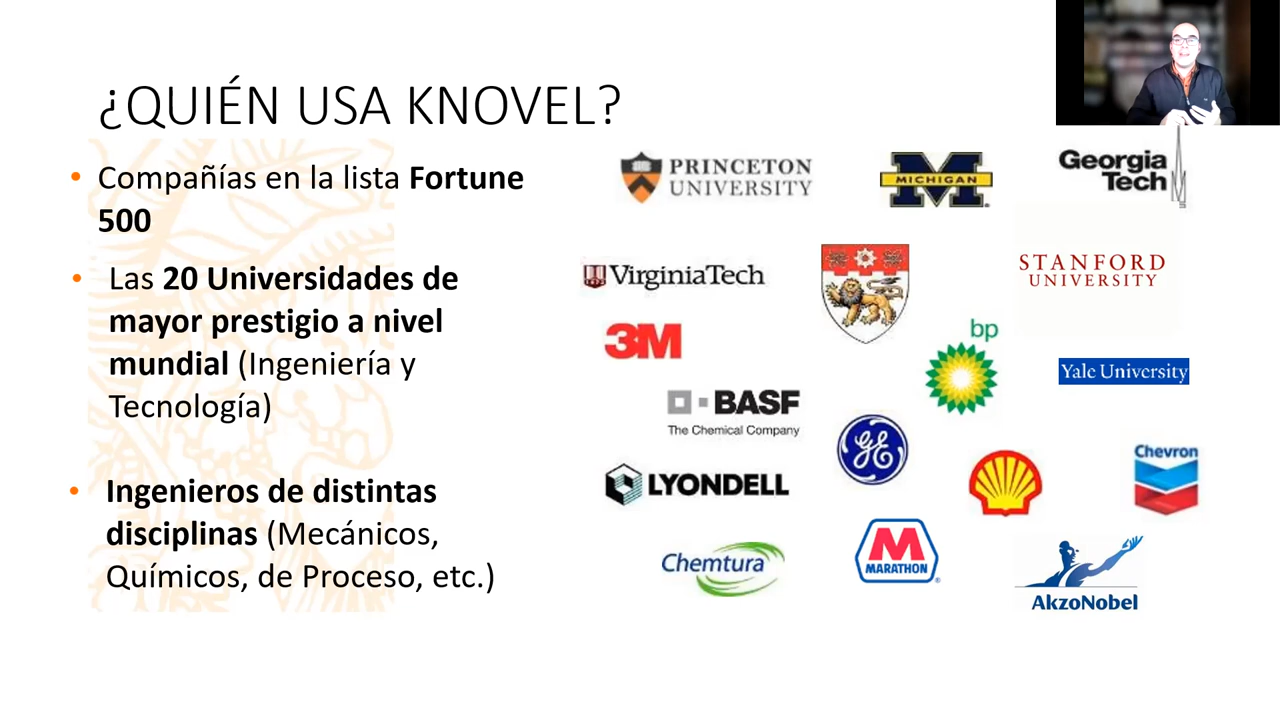 ¿QUIÉN USA KNOVEL?
• Compañías en la lista Fortune
500
• Las 20 Universidades de
mayor prestigio a nivel
mundial (Ingeniería y
Tecnología)
• Ingenieros de distintas
disciplinas (Mecánicos,
Químicos, de Proceso, etc.)
PRINCETON
UNIVERSITY
MICHIGAN
Georgia
Tech
VirginiaTech
STANFORD
UNIVERSITY
3M
bp
Yale University
BASF
The Chemical Company
GE
LYONDELL
Chevron
Chemtura
MARATHON
AkzoNobel